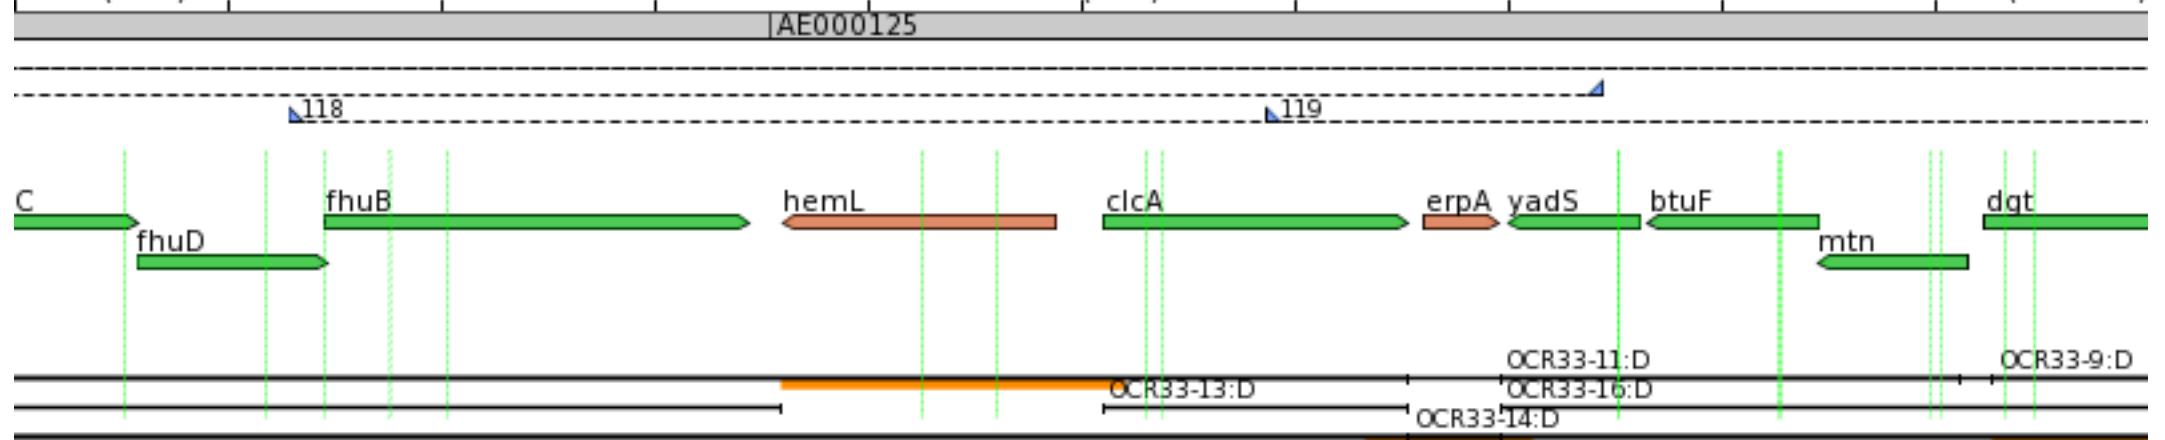 AE000125
118
119
C fhuB hemL clcA erpA yadS btuF dgt
fhuD mtn
OCR33-11:D OCR33-9:D
OCR33-13:D OCR33-16:D
OCR33-14:D